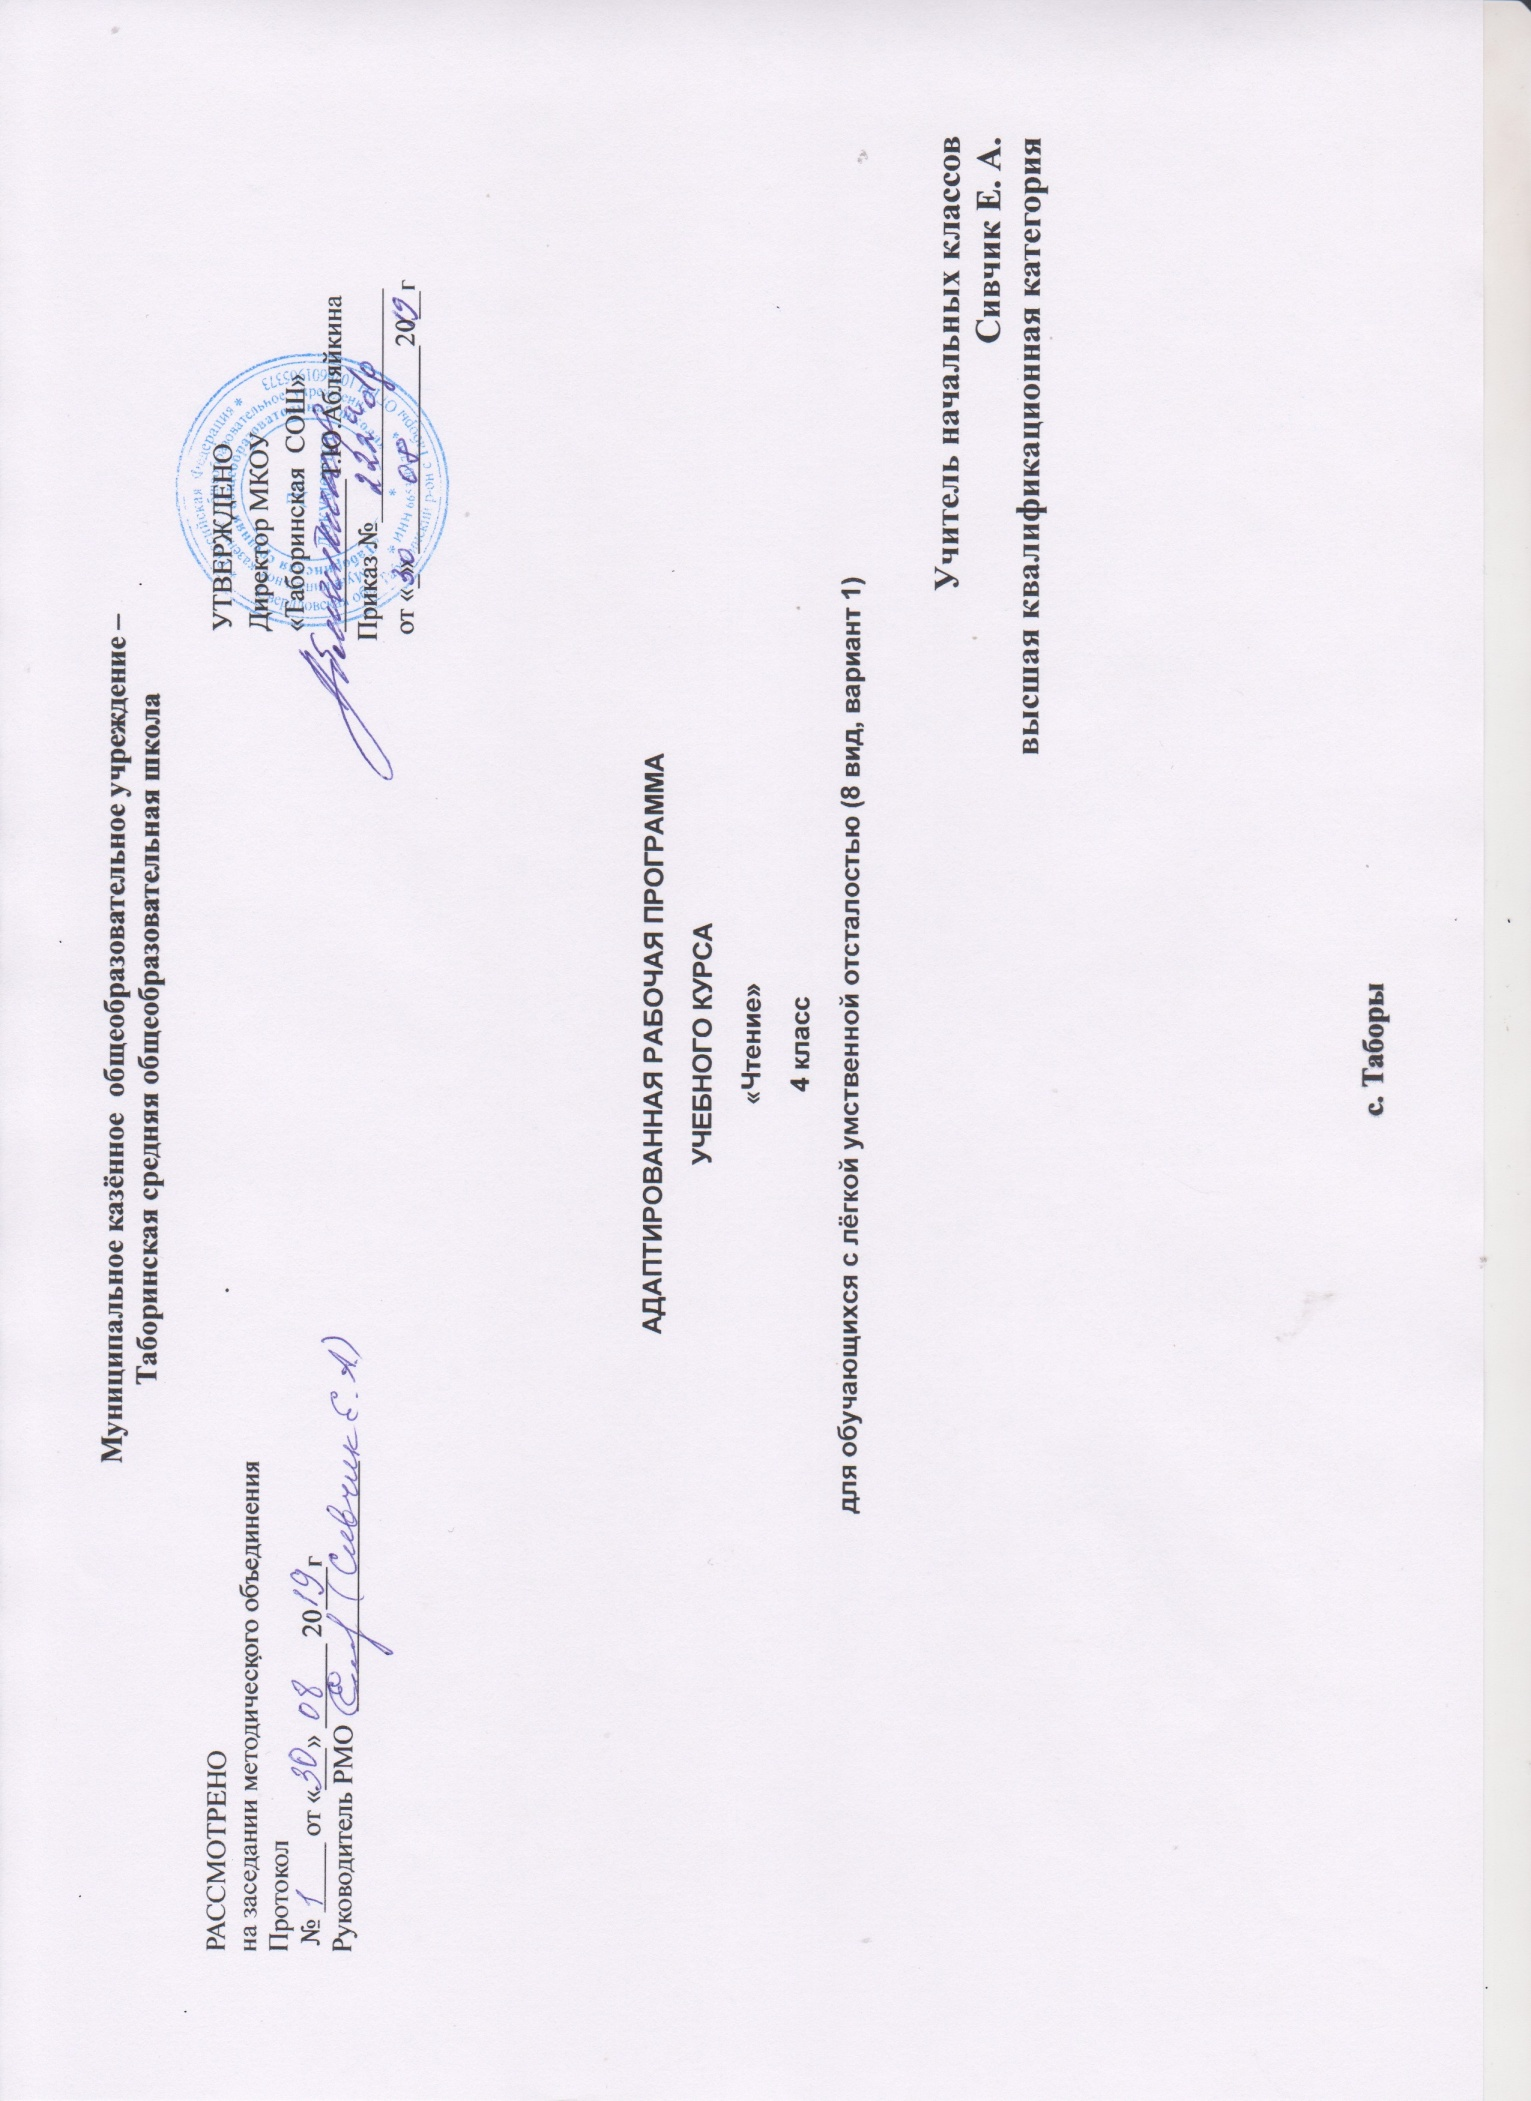 Муниципальное казённое общеобразовательное учреждение –
Таборинская средняя общеобразовательная школа
РАССМОТРЕНО
на заседании методического объединения
Протокол
№ 1 от «30» 08 2019 г
Руководитель РМО (Сивчик Е. А)
УТВЕРЖДЕНО
Директор МКОУ
«Таборинская СОШ»
Т.Ю.Абляйкина
Приказ № 222
от «30» 08 2019 г
АДАПТИРОВАННАЯ РАБОЧАЯ ПРОГРАММА
УЧЕБНОГО КУРСА
«Чтение»
4 класс
для обучающихся с лёгкой умственной отсталостью (8 вид, вариант 1)
Учитель начальных классов
Сивчик Е. А.
высшая квалификационная категория
с. Таборы